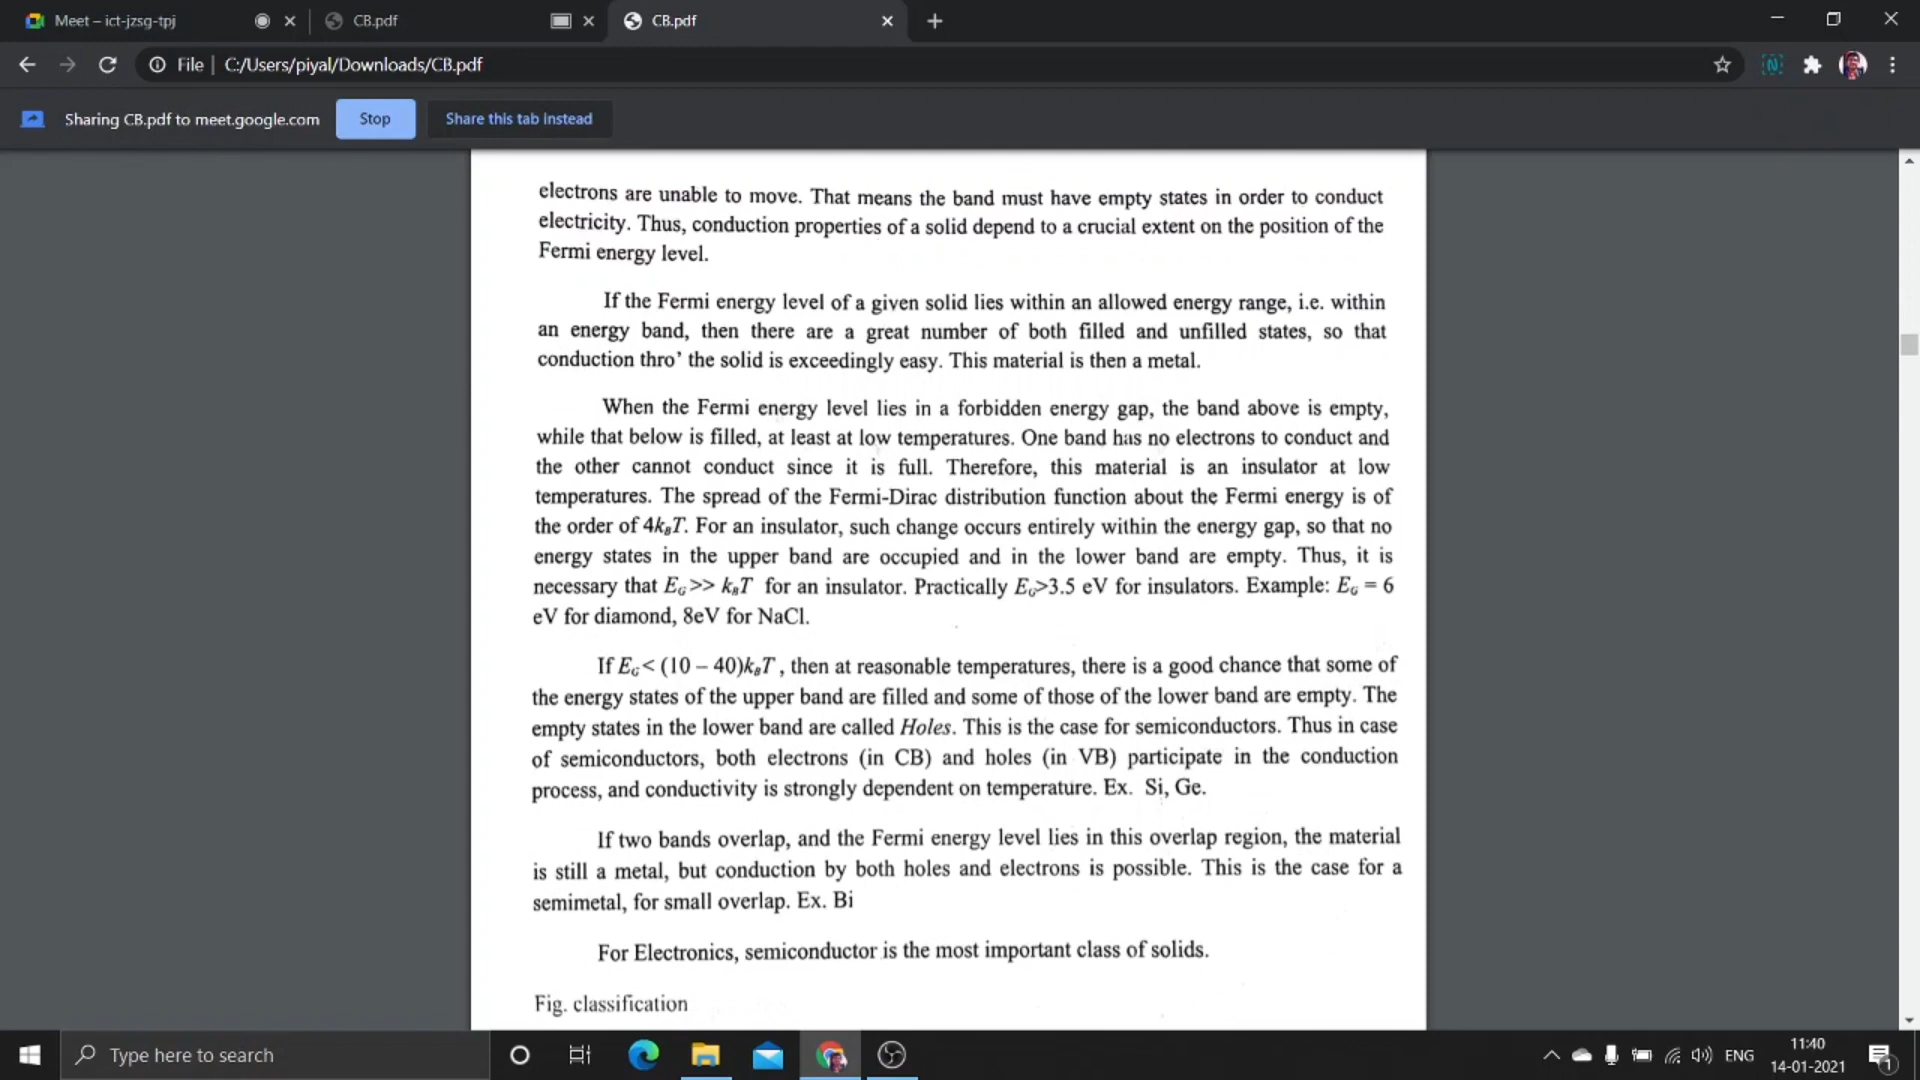 Meet – ict-jzsg-tpj
CB.pdf
CB.pdf
File
C:/Users/piyal/Downloads/CB.pdf
Sharing CB.pdf to meet.google.com
Stop
Share this tab instead
electrons are unable to move. That means the band must have empty states in order to conduct
electricity. Thus, conduction properties of a solid depend to a crucial extent on the position of the
Fermi energy level.
If the Fermi energy level of a given solid lies within an allowed energy range, i.e. within
an energy band, then there are a great number of both filled and unfilled states, so that
conduction thro' the solid is exceedingly easy. This material is then a metal.
When the Fermi energy level lies in a forbidden energy gap, the band above is empty,
while that below is filled, at least at low temperatures. One band has no electrons to conduct and
the other cannot conduct since it is full. Therefore, this material is an insulator at low
temperatures. The spread of the Fermi-Dirac distribution function about the Fermi energy is of
the order of 4k_BT. For an insulator, such change occurs entirely within the energy gap, so that no
energy states in the upper band are occupied and in the lower band are empty. Thus, it is
necessary that E_G>> k_BT for an insulator. Practically E_G>3.5 eV for insulators. Example: E_G = 6
eV for diamond, 8eV for NaCl.
If E_G< (10 – 40)k_BT , then at reasonable temperatures, there is a good chance that some of
the energy states of the upper band are filled and some of those of the lower band are empty. The
empty states in the lower band are called Holes. This is the case for semiconductors. Thus in case
of semiconductors, both electrons (in CB) and holes (in VB) participate in the conduction
process, and conductivity is strongly dependent on temperature. Ex. Si, Ge.
If two bands overlap, and the Fermi energy level lies in this overlap region, the material
is still a metal, but conduction by both holes and electrons is possible. This is the case for a
semimetal, for small overlap. Ex. Bi
For Electronics, semiconductor is the most important class of solids.
Fig. classification
Type here to search
ENG
11:40
14-01-2021
1